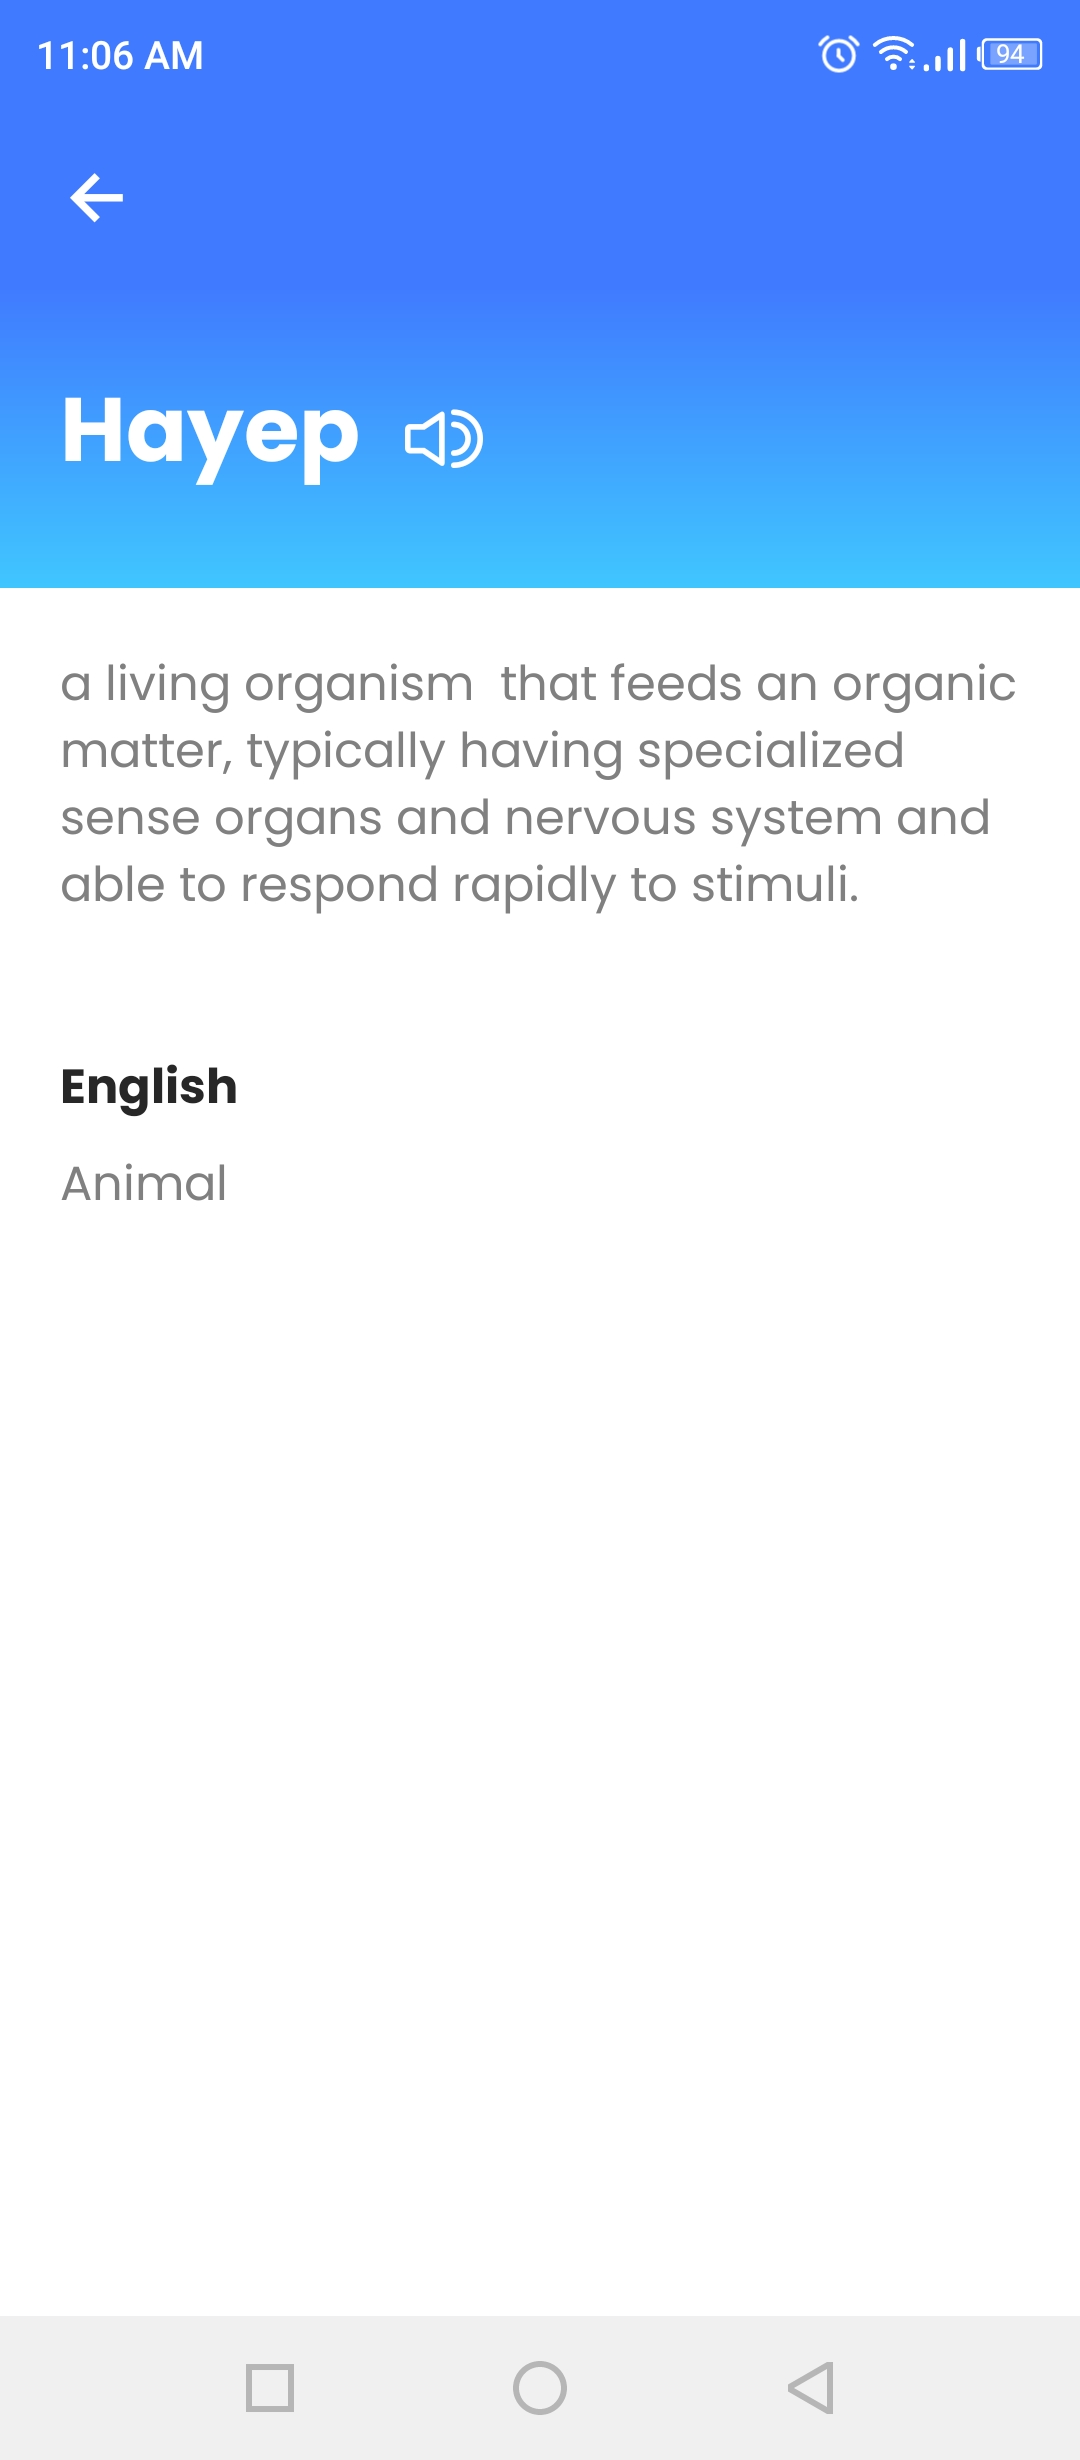 11:06 AM
94
Hayep
a living organism  that feeds an organic
matter, typically having specialized
sense organs and nervous system and
able to respond rapidly to stimuli.
English
Animal